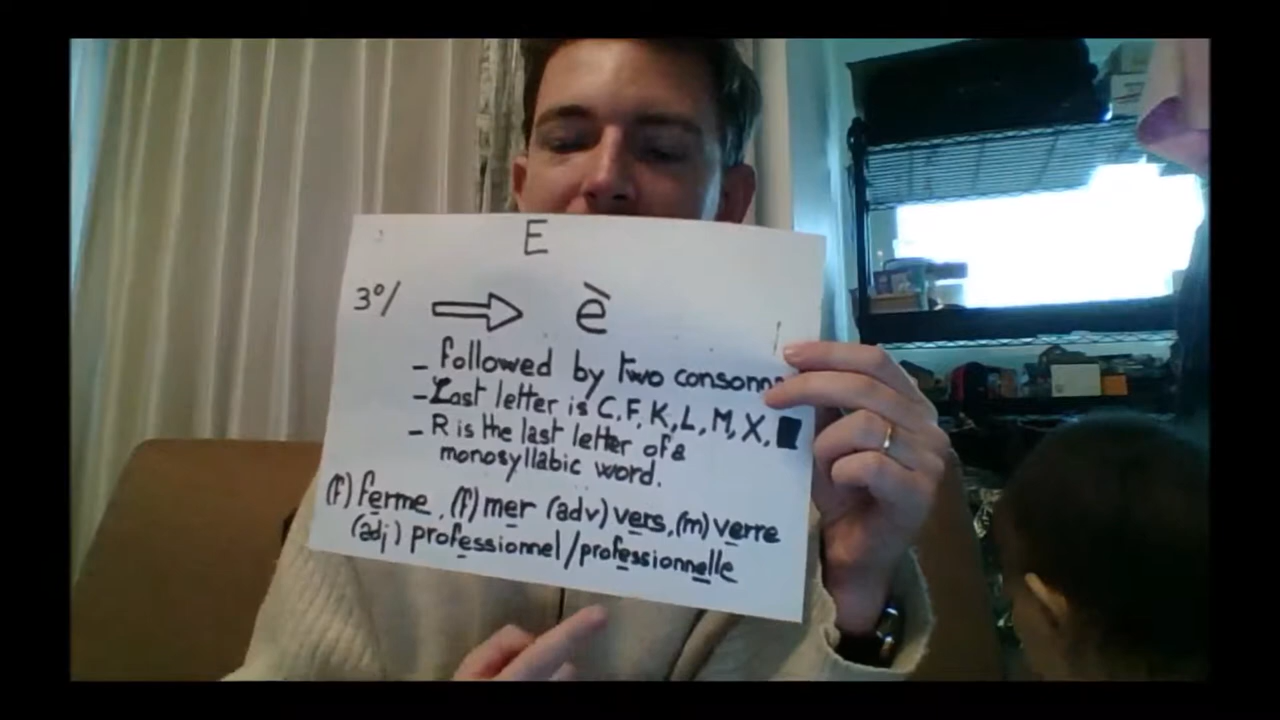 E
3°/ ⇒ è
- followed by two
- Last letter is C, F, K, L, M, X,
- R is the last letter of a
monosyllabic word.
(f) ferme, (f) mer (adv) vers, (m) verre
(adj) professionnel/professionnelle